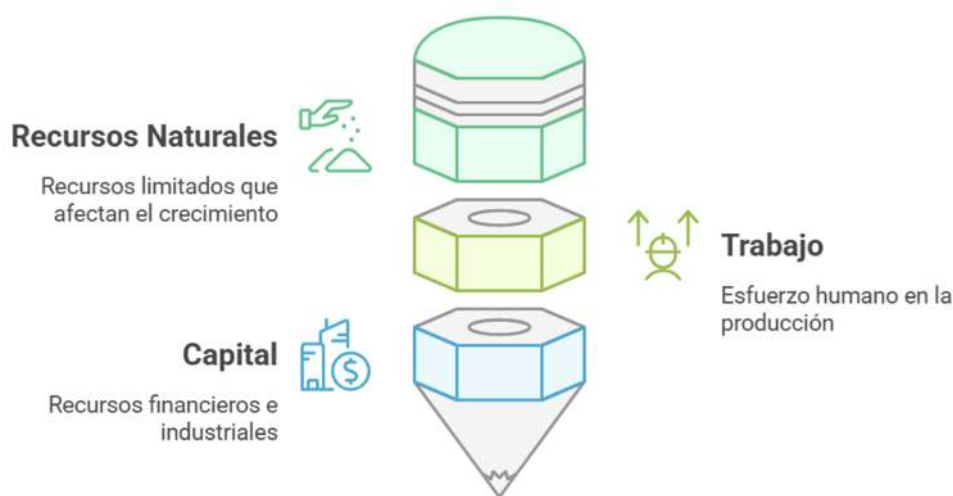 Recursos Naturales
Recursos limitados que
afectan el crecimiento
Trabajo
Esfuerzo humano en la
producción
Capital
$
Recursos financieros e
industriales